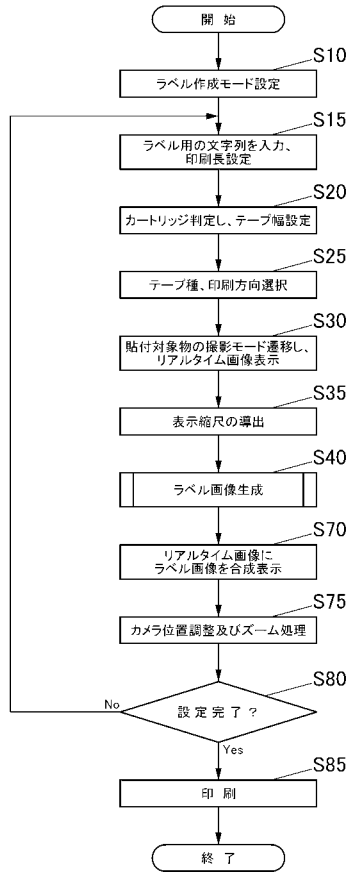 開始
S10
ラベル作成モード設定
S15
ラベル用の文字列を入力、
印刷長設定
S20
カートリッジ判定し、テープ幅設定
S25
テープ種、印刷方向選択
S30
貼付対象物の撮影モード遷移し、
リアルタイム画像表示
S35
表示縮尺の導出
S40
ラベル画像生成
S70
リアルタイム画像に
ラベル画像を合成表示
S75
カメラ位置調整及びズーム処理
S80
設定完了？
No
Yes
S85
印刷
終了